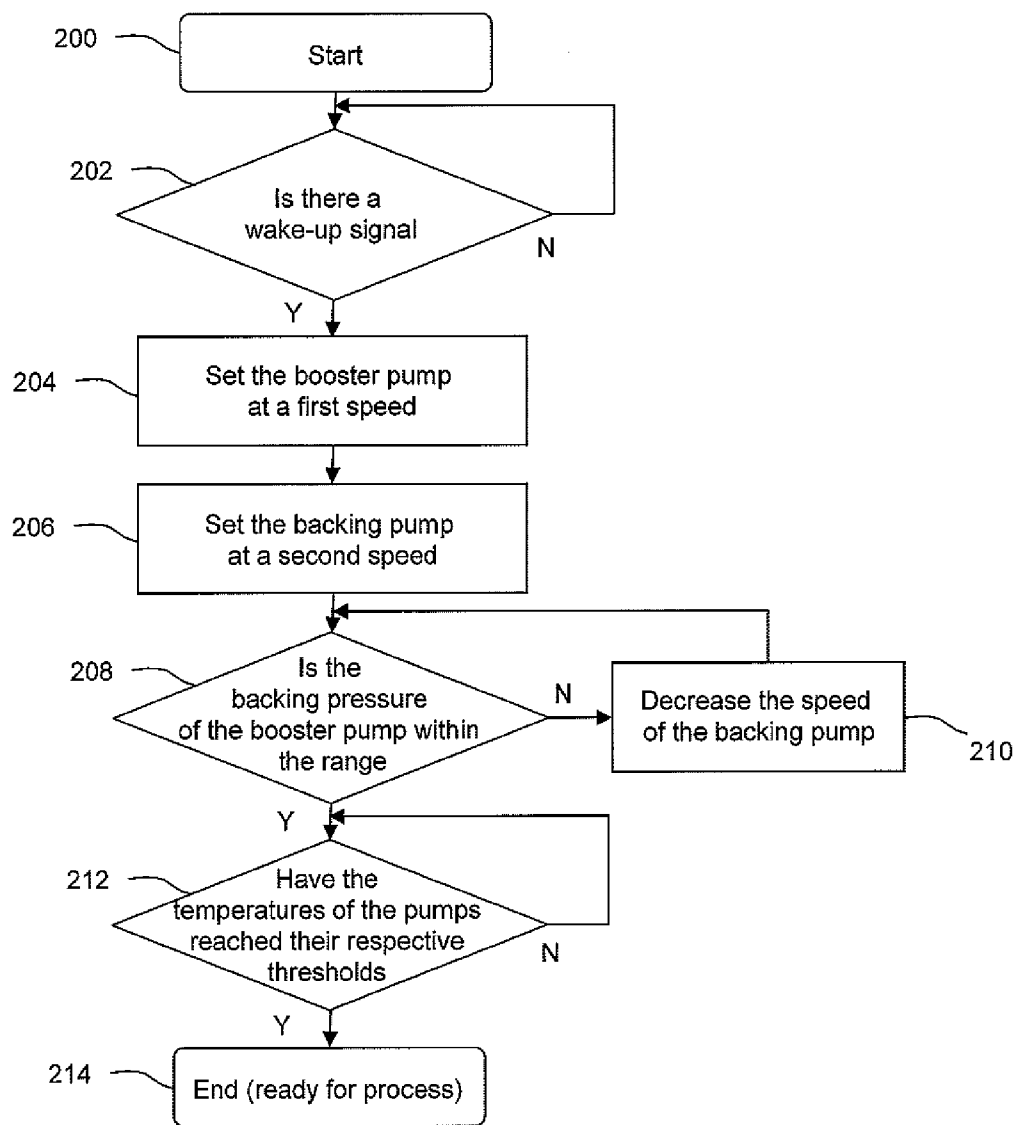 200
Start
202
Is there a
wake-up signal
N
Y
204
Set the booster pump
at a first speed
206
Set the backing pump
at a second speed
208
Is the
backing pressure
of the booster pump within
the range
N
Decrease the speed
of the backing pump
210
Y
212
Have the
temperatures of the pumps
reached their respective
thresholds
N
Y
214
End (ready for process)